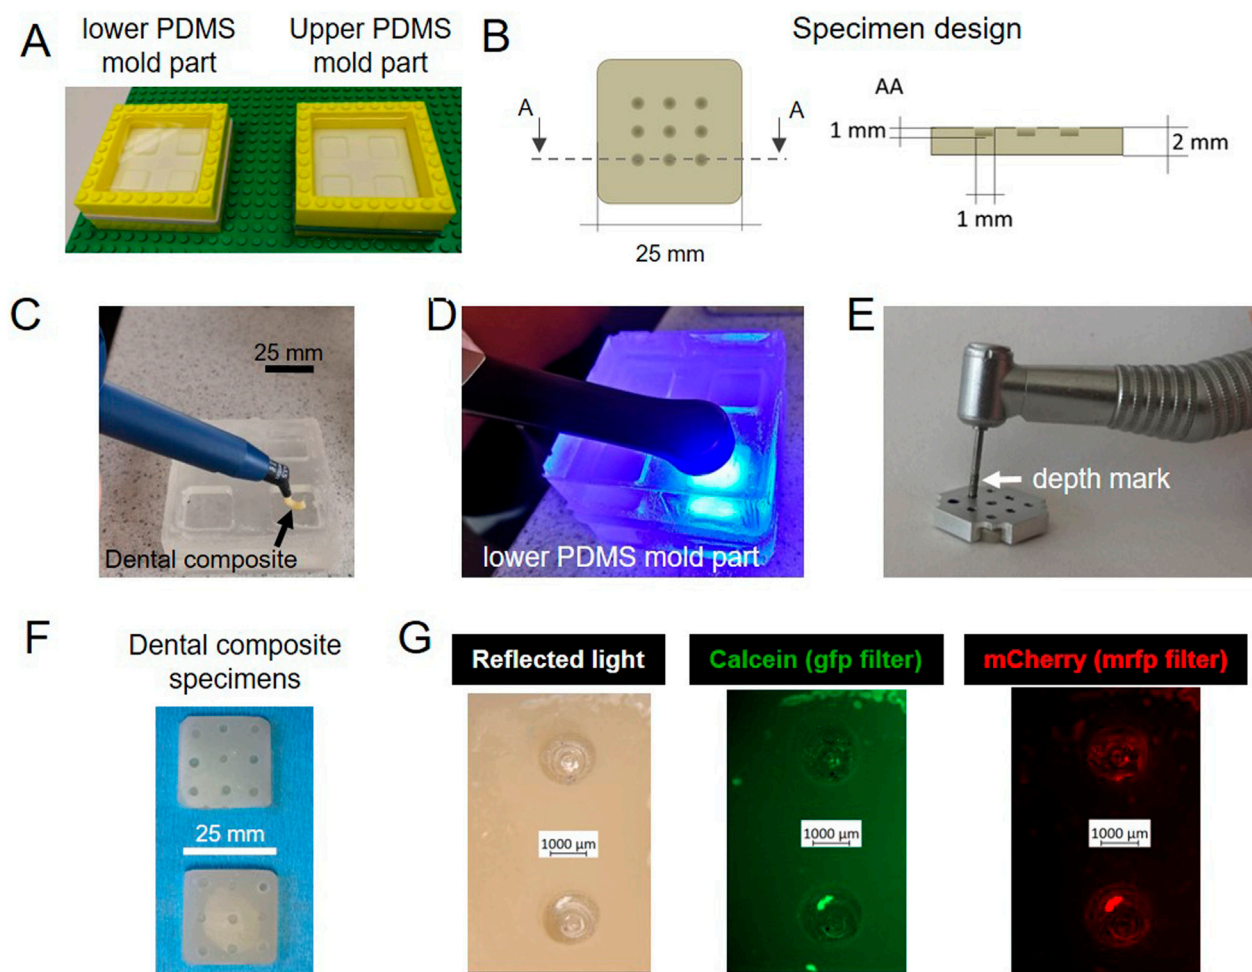 A
lower PDMS
mold part
Upper PDMS
mold part
B
Specimen design
A
A
25 mm
AA
1 mm
2 mm
1 mm
C
25 mm
Dental composite
D
lower PDMS mold part
E
depth mark
F
Dental composite
specimens
25 mm
G
Reflected light
Calcein (gfp filter)
mCherry (mrfp filter)
1000 µm
1000 µm
1000 µm